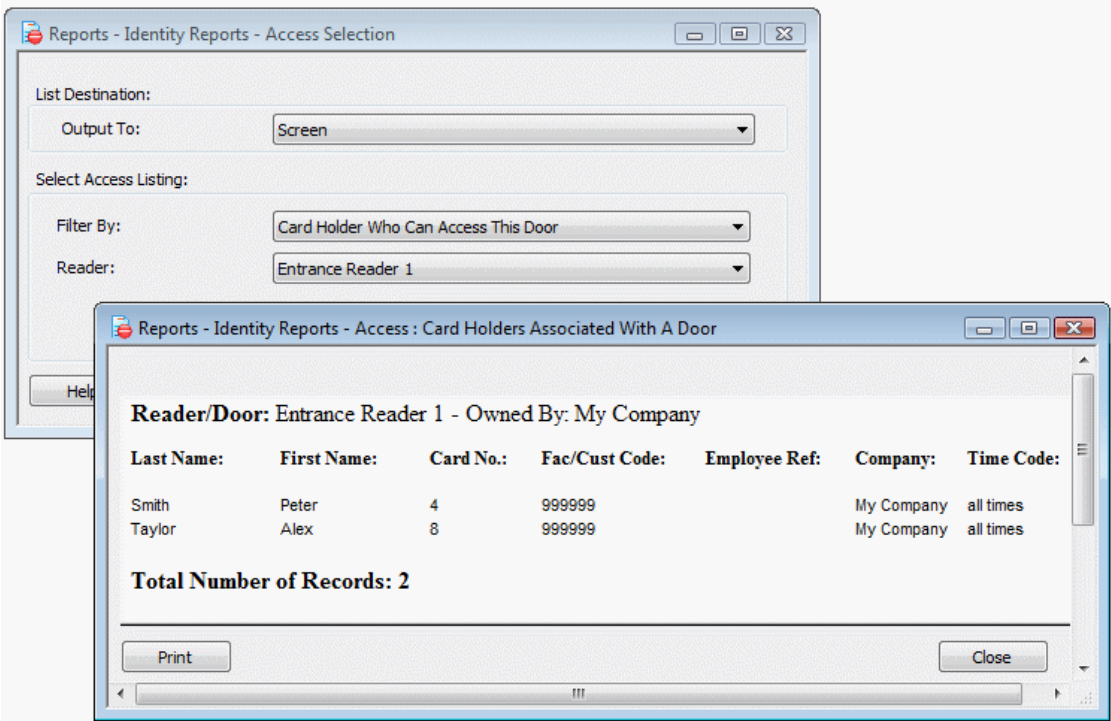 Reports - Identity Reports - Access Selection
List Destination:
Output To: Screen
Select Access Listing:
Filter By: Card Holder Who Can Access This Door
Reader: Entrance Reader 1
Help
Reports - Identity Reports - Access : Card Holders Associated With A Door
Reader/Door: Entrance Reader 1 - Owned By: My Company
Last Name: First Name: Card No.: Fac/Cust Code: Employee Ref: Company: Time Code:
Smith Peter 4 999999 My Company all times
Taylor Alex 8 999999 My Company all times
Total Number of Records: 2
Print Close